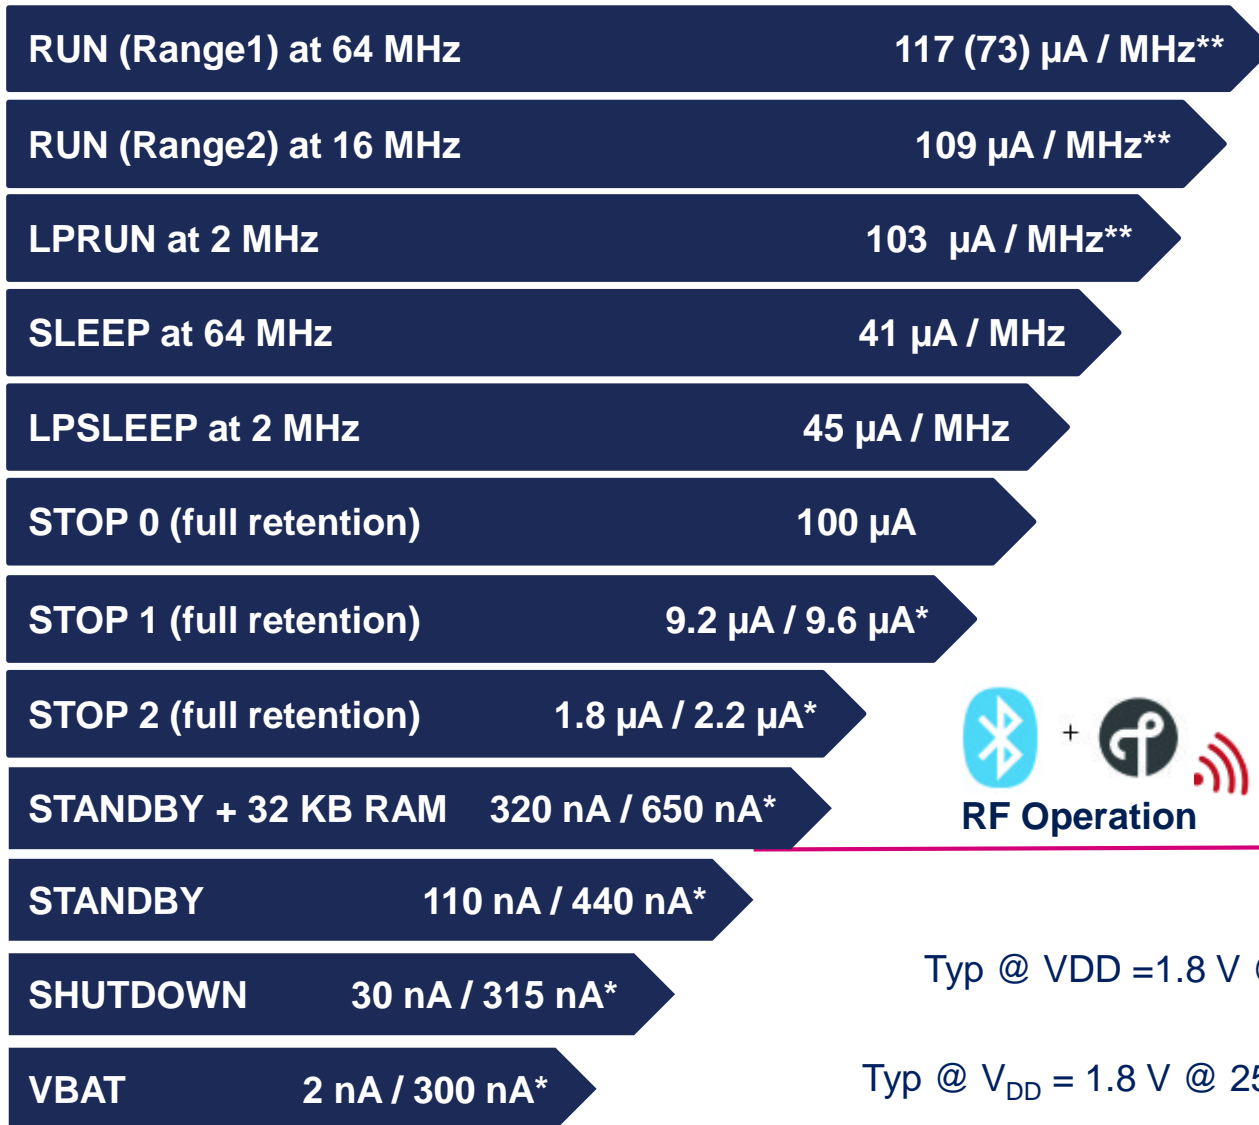 RUN (Range1) at 64 MHz 117 (73) µA / MHz**
RUN (Range2) at 16 MHz 109 µA / MHz**
LPRUN at 2 MHz 103 µA / MHz**
SLEEP at 64 MHz 41 µA / MHz
LPSLEEP at 2 MHz 45 µA / MHz
STOP 0 (full retention) 100 µA
STOP 1 (full retention) 9.2 µA / 9.6 µA*
STOP 2 (full retention) 1.8 µA / 2.2 µA*
+
STANDBY + 32 KB RAM 320 nA / 650 nA*
RF Operation
STANDBY 110 nA / 440 nA*
Typ @ VDD =1.8 V @
SHUTDOWN 30 nA / 315 nA*
VBAT 2 nA / 300 nA*
Typ @ VDD = 1.8 V @ 25